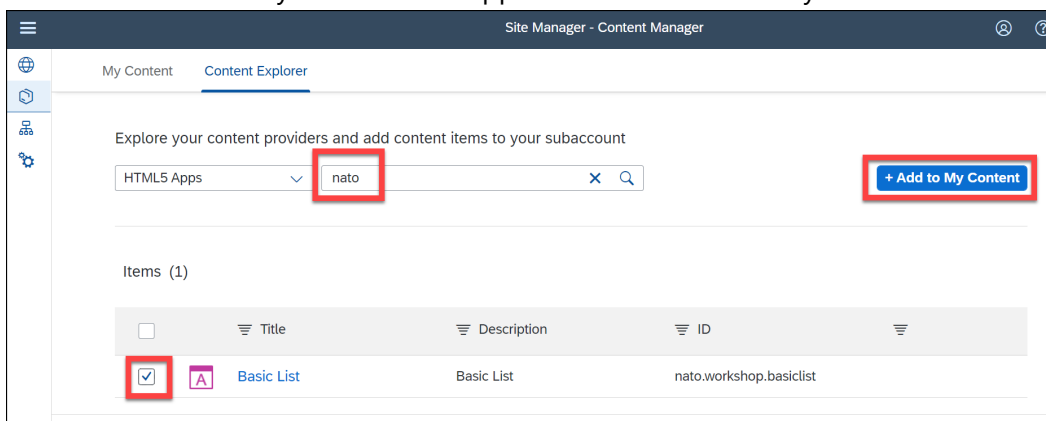 Site Manager - Content Manager
My Content Content Explorer
Explore your content providers and add content items to your subaccount
HTML5 Apps nato + Add to My Content
Items (1)
Title Description ID
A Basic List Basic List nato.workshop.basiclist